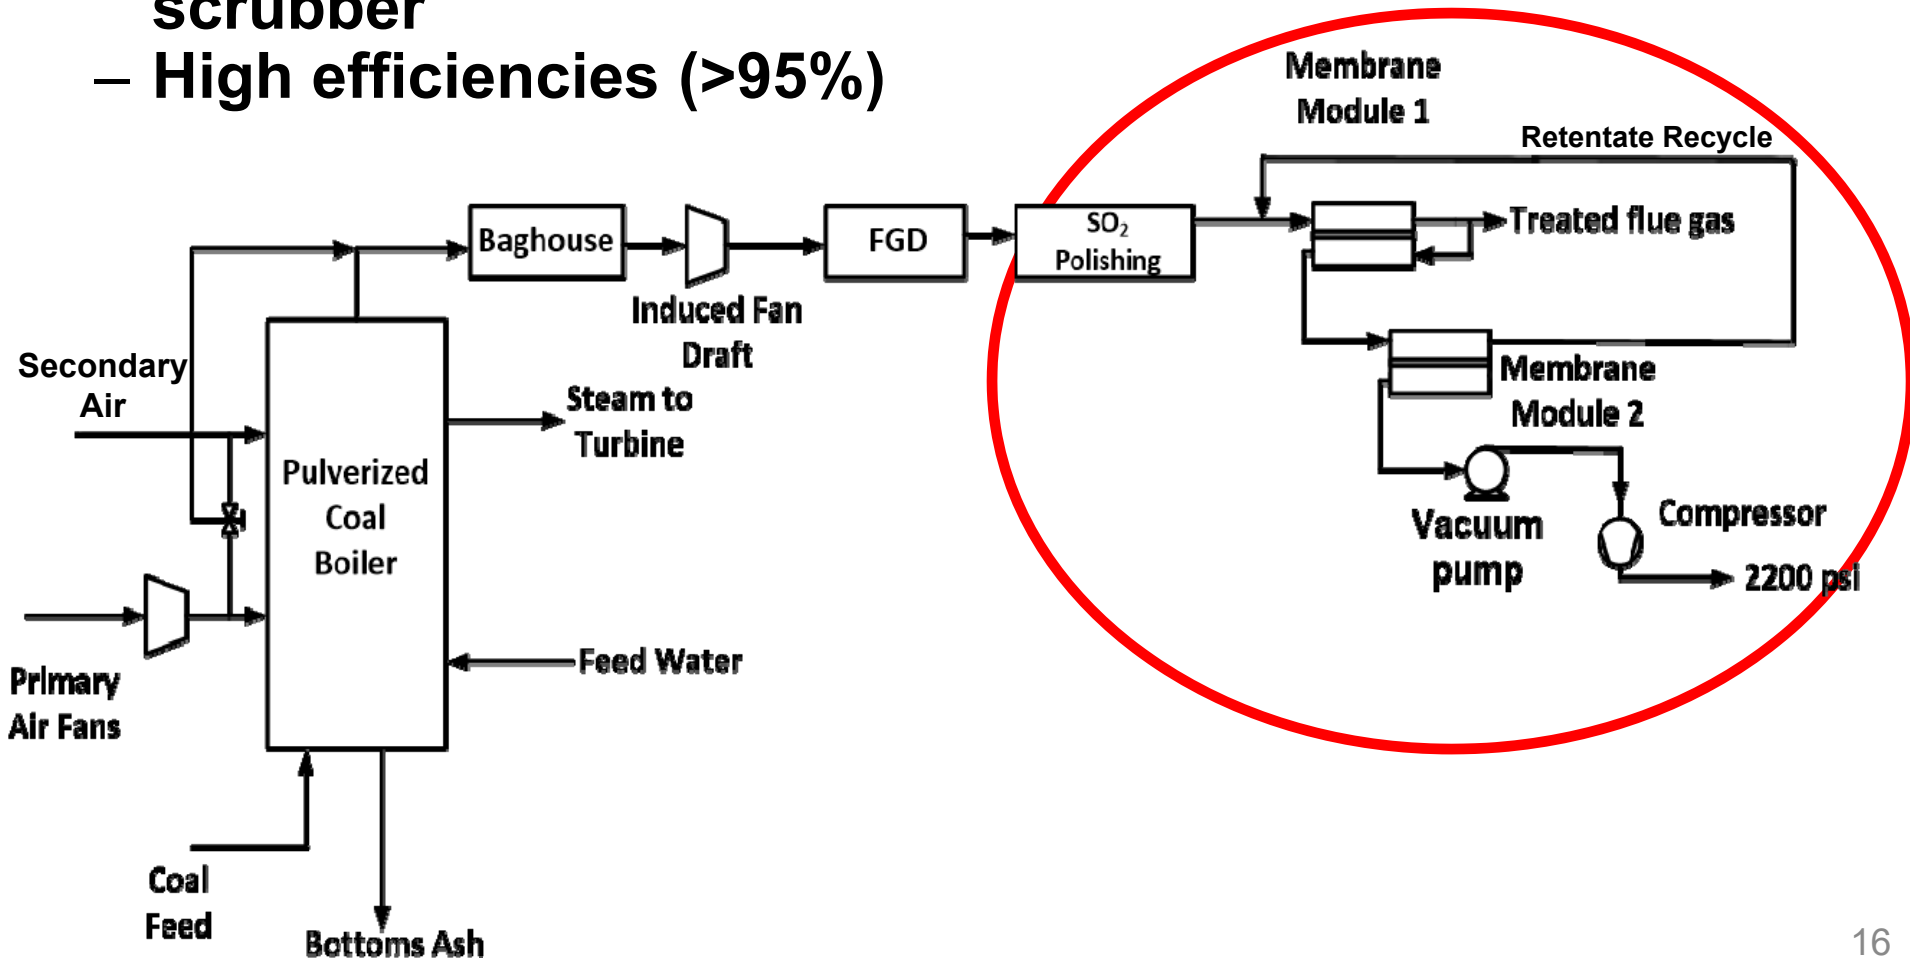 scrubber
– High efficiencies (>95%)
Membrane
Module 1
Retentate Recycle
Baghouse
FGD
SO₂
Polishing
Treated flue gas
Induced Fan
Draft
Secondary
Air
Steam to
Turbine
Membrane
Module 2
Pulverized
Coal
Boiler
Vacuum
pump
Compressor
2200 psi
Primary
Air Fans
Feed Water
Coal
Feed
Bottoms Ash
16